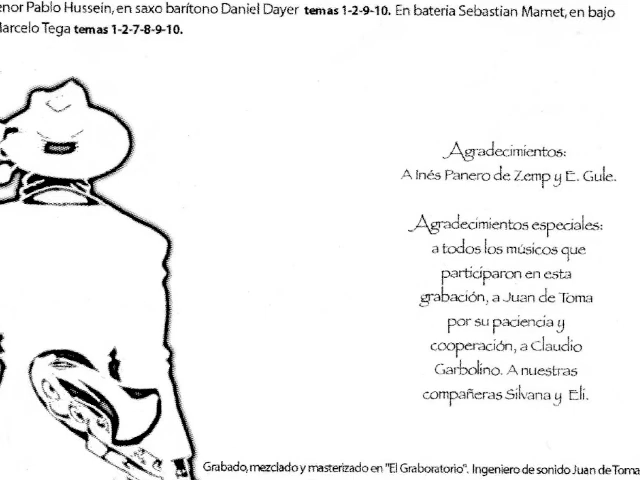 enor Pablo Hussein, en saxo barítono Daniel Dayer temas 1-2-9-10. En bateria Sebastian Mamet, en bajo
arcelo Tega temas 1-2-7-8-9-10.
Agradecimientos:
A Inés Panero de Zemp y E. Gule.
Agradecimientos especiales:
a todos los músicos que
participaron en esta
grabación, a Juan de Toma
por su paciencia y
cooperación, a Claudio
Garbolino. A nuestras
compañeras Silvana y Eli.
Grabado, mezclado y masterizado en "El Graboratorio". Ingeniero de sonido Juan de Toma